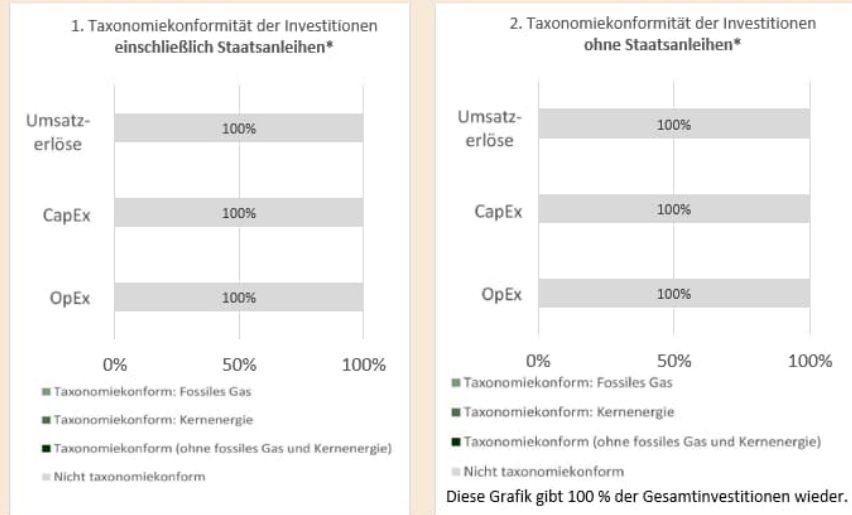 1. Taxonomiekonformität der Investitionen
einschließlich Staatsanleihen*
Umsatz-
erlöse
100%
CapEx
100%
OpEx
100%
0%
50%
100%
Taxonomiekonform: Fossiles Gas
Taxonomiekonform: Kernenergie
Taxonomiekonform (ohne fossiles Gas und Kernenergie)
Nicht taxonomiekonform
2. Taxonomiekonformität der Investitionen
ohne Staatsanleihen*
Umsatz-
erlöse
100%
CapEx
100%
OpEx
100%
0%
50%
100%
Taxonomiekonform: Fossiles Gas
Taxonomiekonform: Kernenergie
Taxonomiekonform (ohne fossiles Gas und Kernenergie)
Nicht taxonomiekonform
Diese Grafik gibt 100 % der Gesamtinvestitionen wieder.